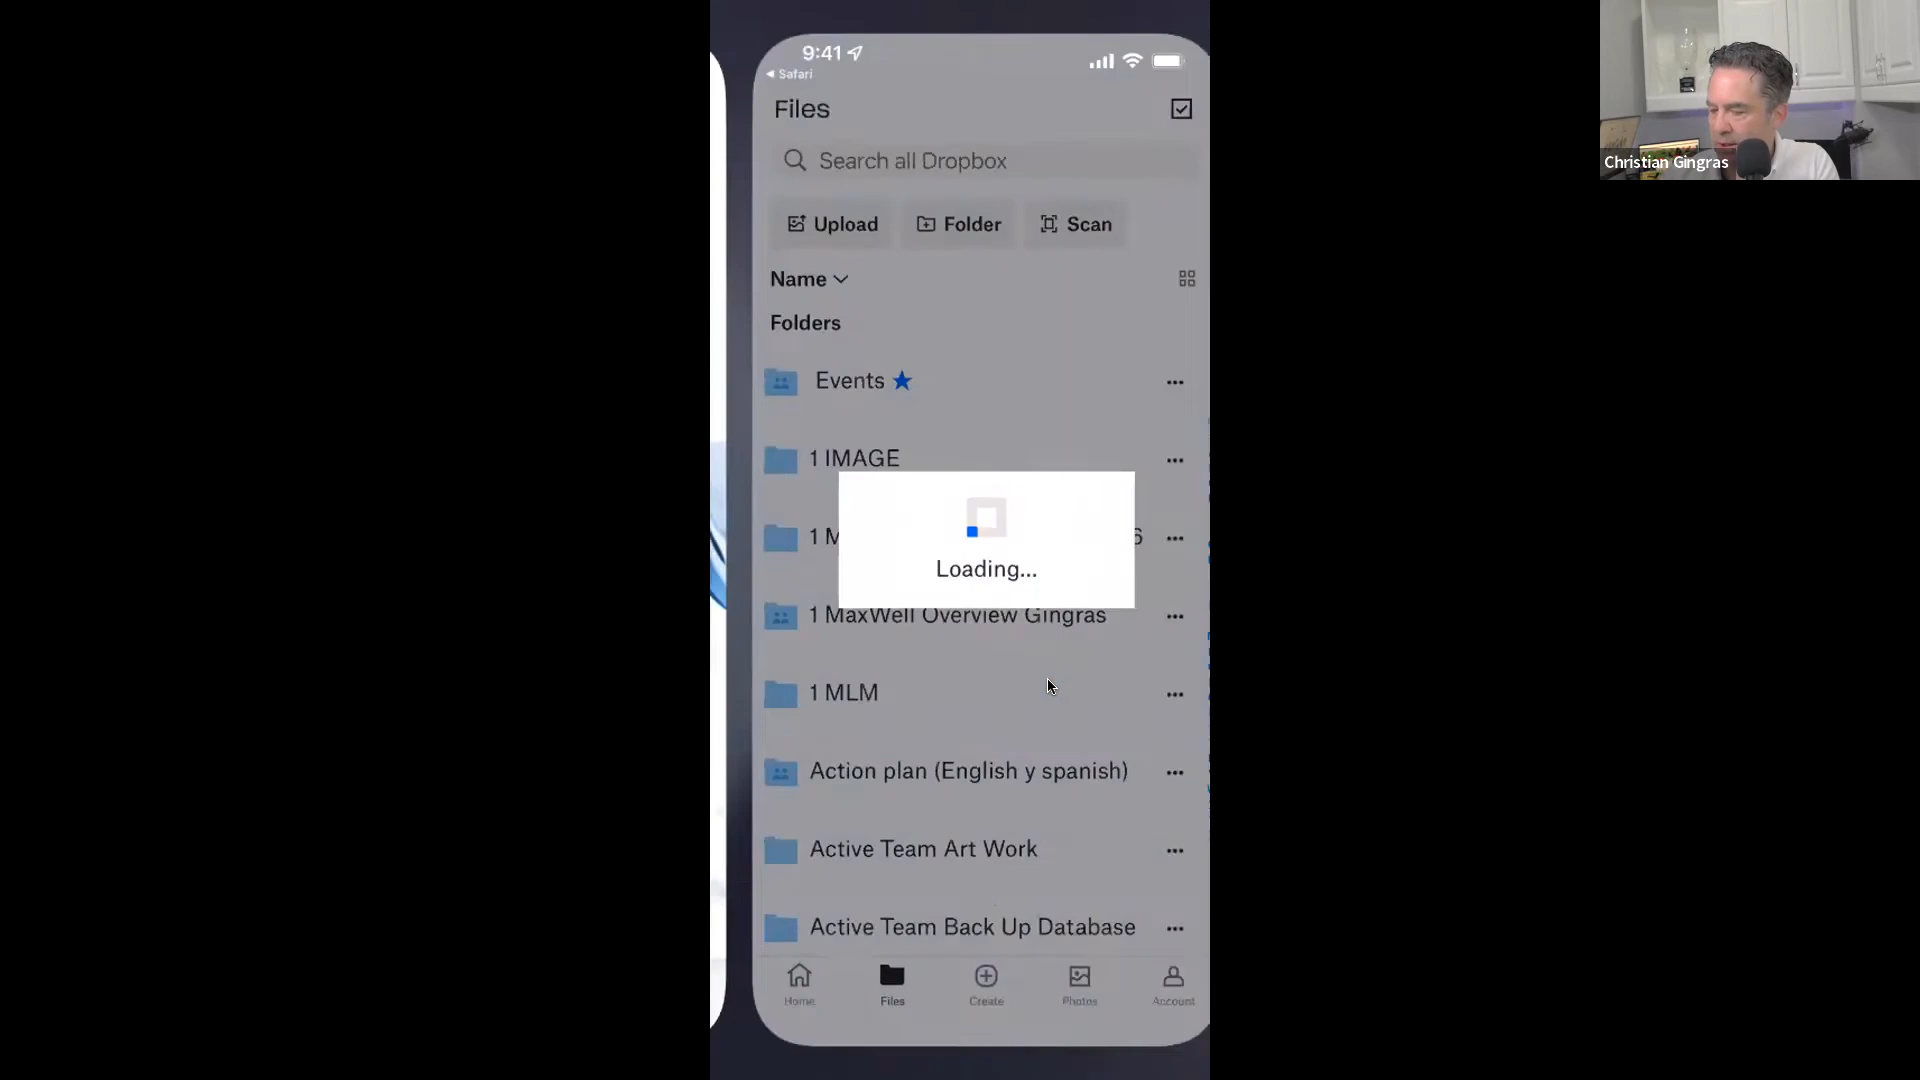 9:41
Safari
Files
Search all Dropbox
Upload
Folder
Scan
Name
Folders
Events
1 IMAGE
1 M
6
Loading...
1 MaxWell Overview Gingras
1 MLM
Action plan (English y spanish)
Active Team Art Work
Active Team Back Up Database
Home
Files
Create
Photos
Account
Christian Gingras